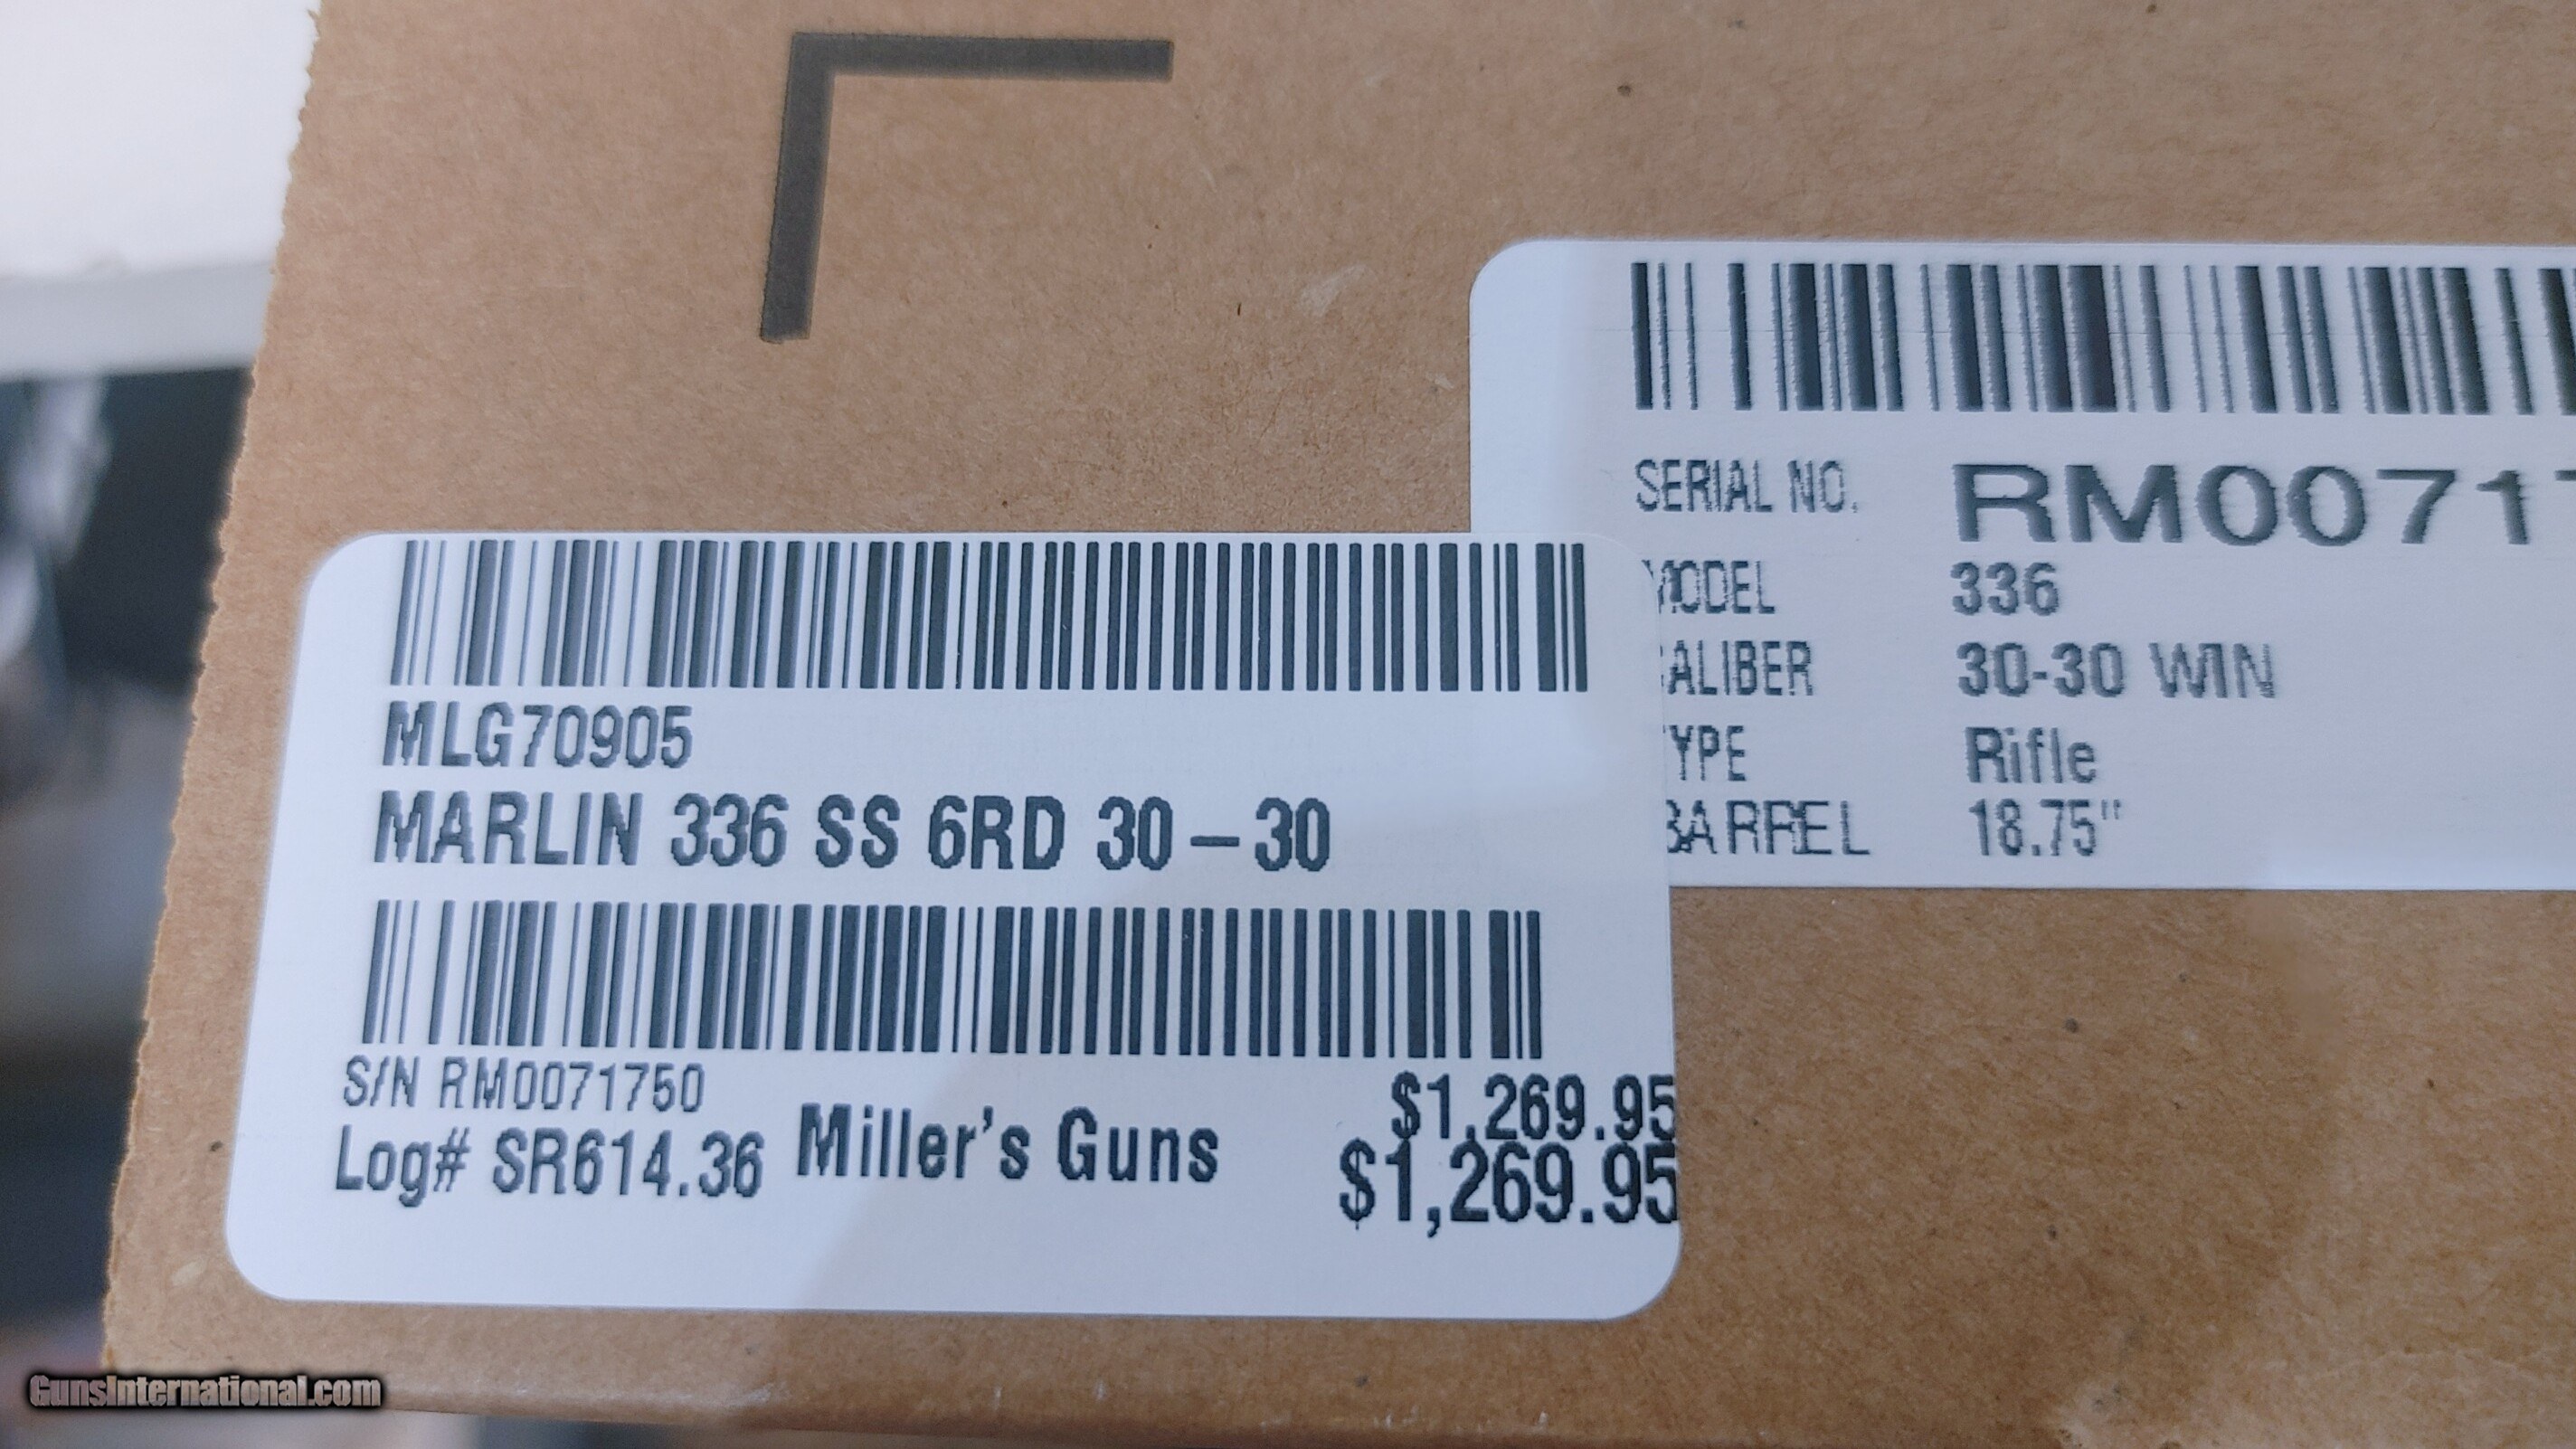 SERIAL NO. RM00717
MODEL 336
CALIBER 30-30 WIN
TYPE Rifle
BARREL 18.75"
MLG70905
MARLIN 336 SS 6RD 30-30
S/N RM0071750
$1,269.95
Log# SR614.36 Miller's Guns $1,269.95
GunsInternational.com